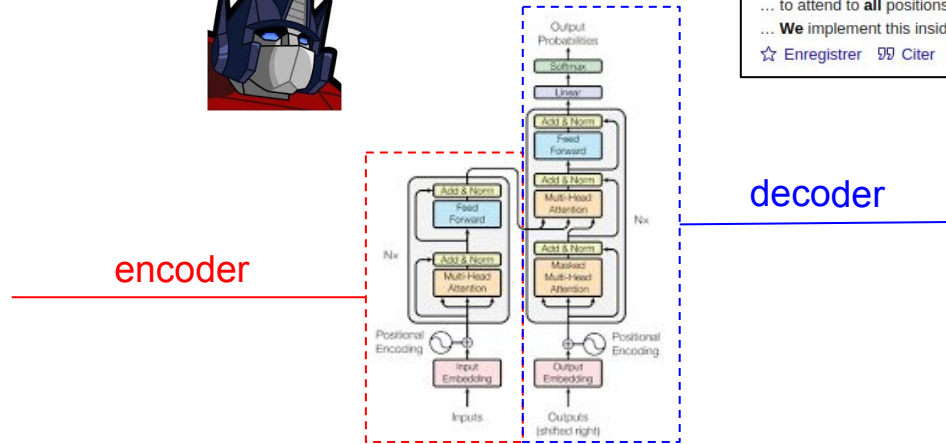 ... to attend to all positions
... We implement this insid
☆ Enregistrer 99 Citer
encoder
decoder
Output
Probabilities
Softmax
Linear
Add & Norm
Feed
Forward
Add & Norm
Multi-Head
Attention
Add & Norm
Masked
Multi-Head
Attention
Nx
Positional
Encoding
Output
Embedding
Outputs
(shifted right)
Add & Norm
Feed
Forward
Add & Norm
Multi-Head
Attention
Nx
Positional
Encoding
Input
Embedding
Inputs